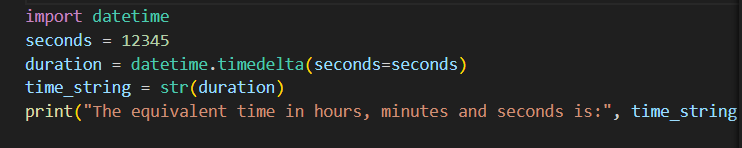 import datetime
seconds = 12345
duration = datetime.timedelta(seconds=seconds)
time_string = str(duration)
print("The equivalent time in hours, minutes and seconds is:", time_string